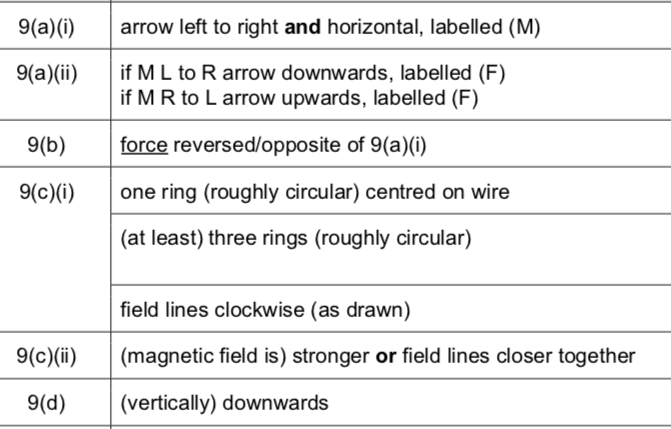 9(a)(i) arrow left to right and horizontal, labelled (M)
9(a)(ii) if M L to R arrow downwards, labelled (F)
if M R to L arrow upwards, labelled (F)
9(b) force reversed/opposite of 9(a)(i)
9(c)(i) one ring (roughly circular) centred on wire
(at least) three rings (roughly circular)
field lines clockwise (as drawn)
9(c)(ii) (magnetic field is) stronger or field lines closer together
9(d) (vertically) downwards